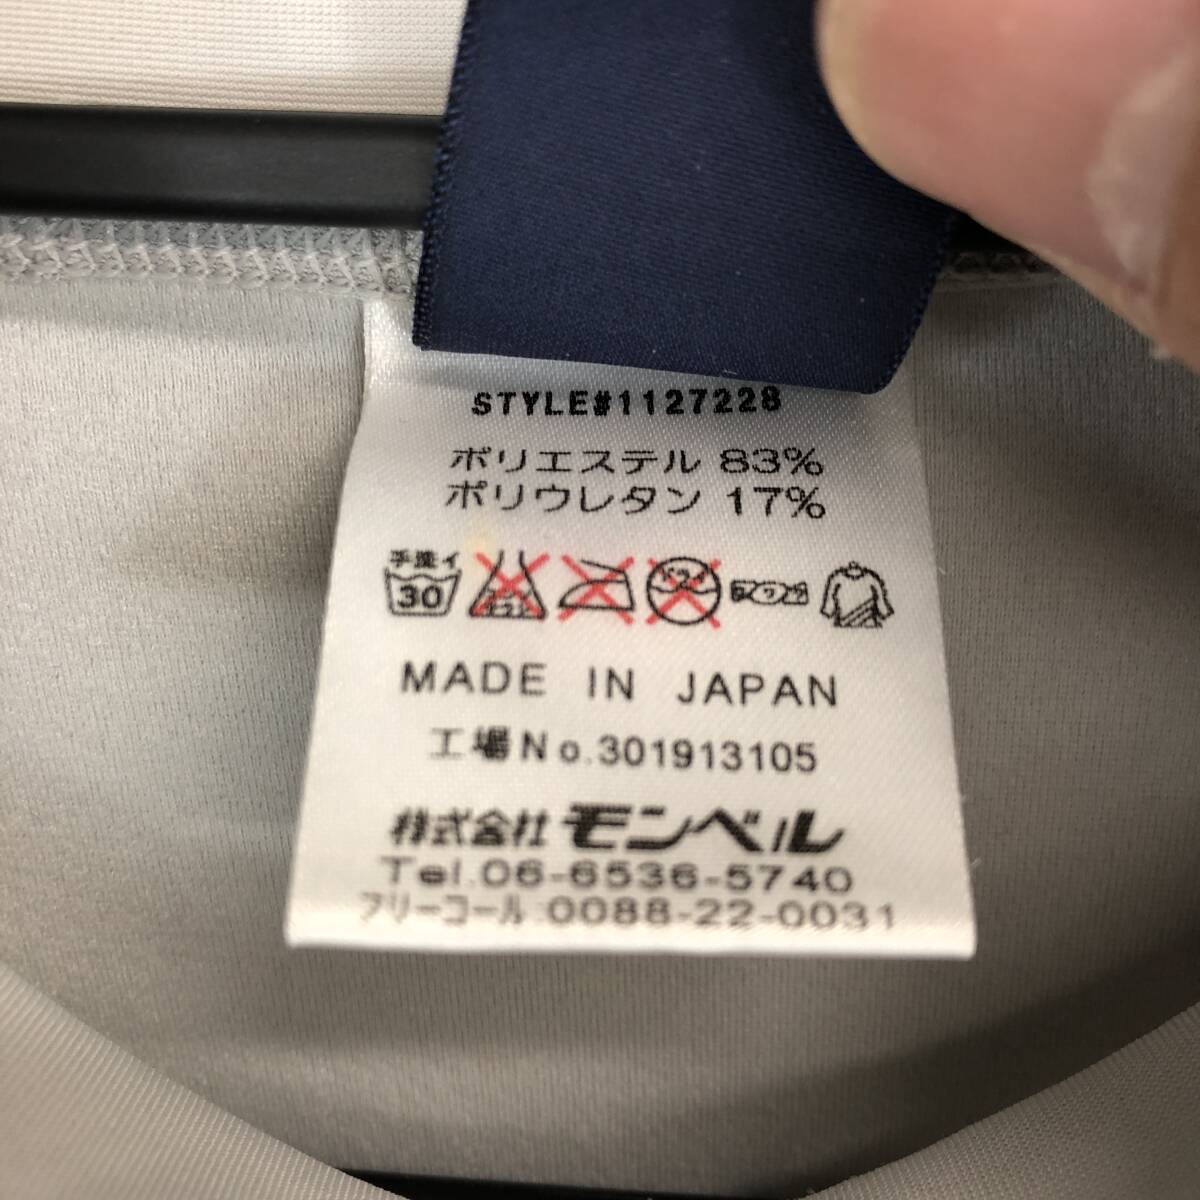 STYLE#1127228
ポリエステル 83%
ポリウレタン 17%
手洗イ
30
MADE IN JAPAN
工場No.301913105
株式会社 モンベル
Tel.06-6536-5740
フリーコール:0088-22-0031